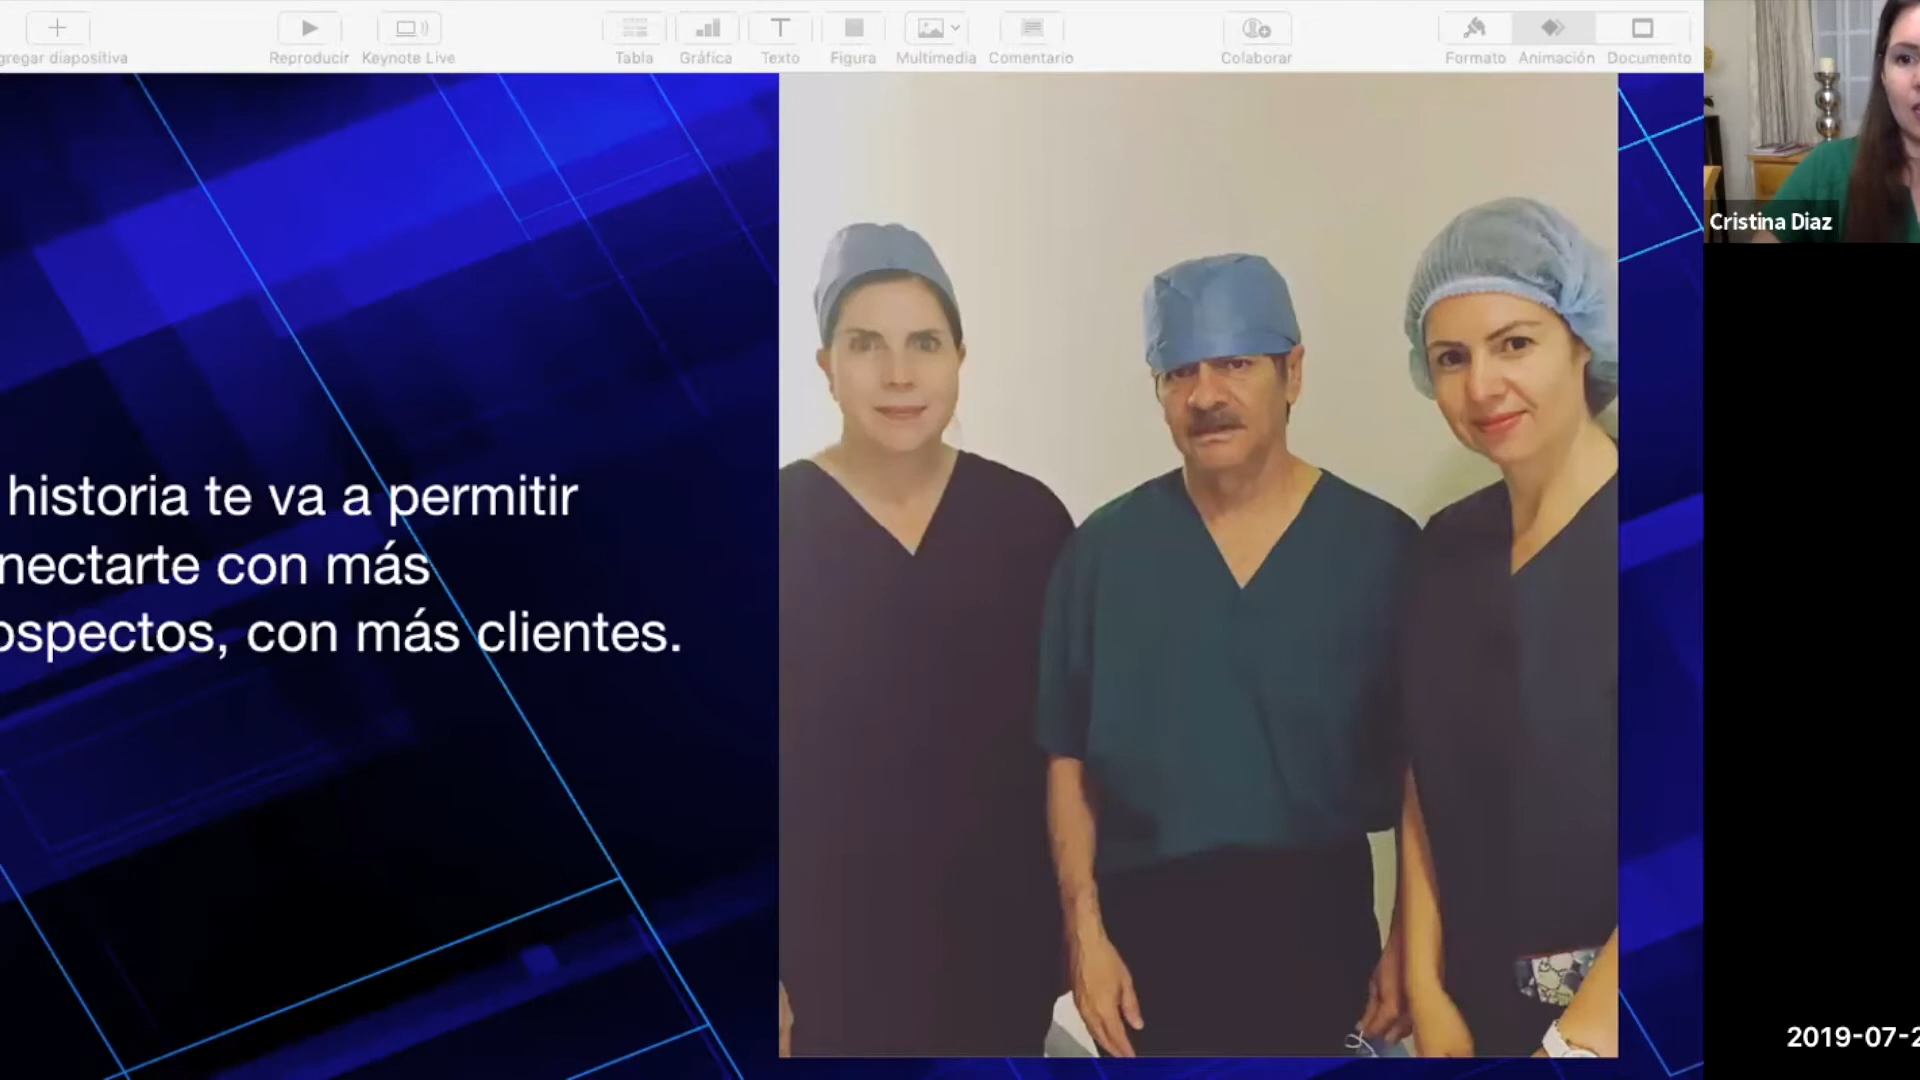 gregar diapositiva
Reproducir
Keynote Live
Tabla
Gráfica
Texto
Figura
Multimedia
Comentario
Colaborar
Formato
Animación
Documento
Cristina Diaz
historia te va a permitir
nectarte con más
ospectos, con más clientes.
2019-07-2